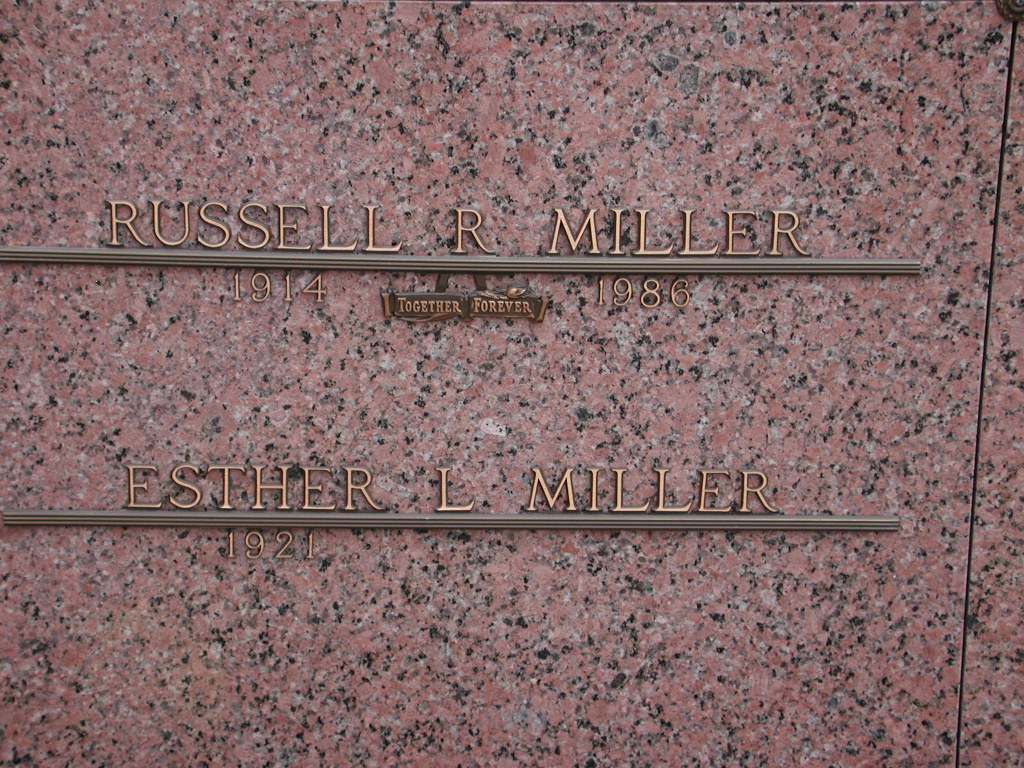 RUSSELL R MILLER
1914 1986
TOGETHER FOREVER
ESTHER L MILLER
1921